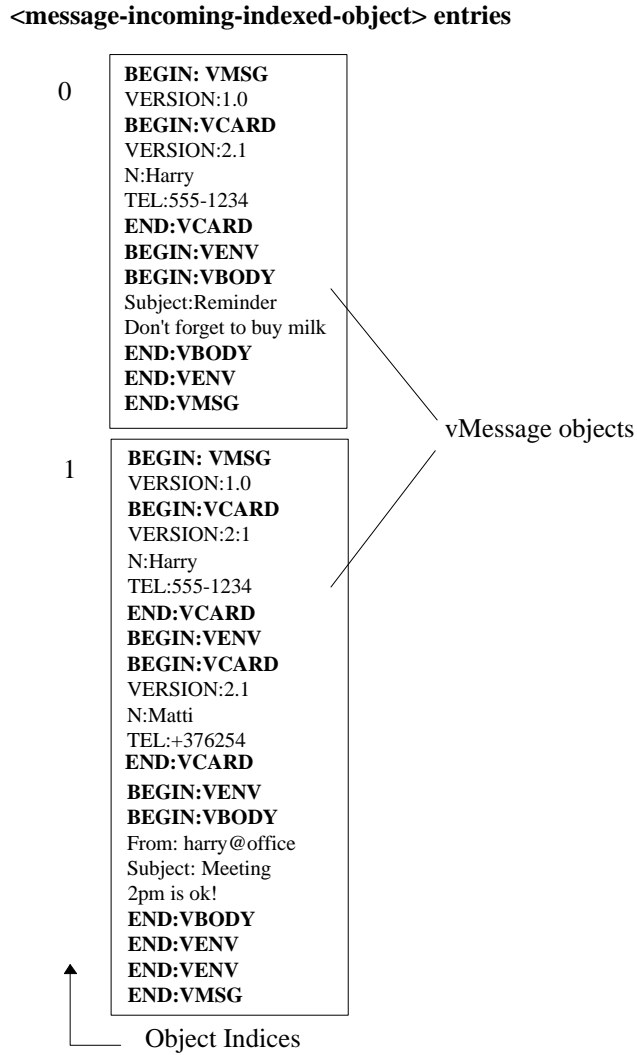 <message-incoming-indexed-object> entries
0
BEGIN: VMSG
VERSION:1.0
BEGIN:VCARD
VERSION:2.1
N:Harry
TEL:555-1234
END:VCARD
BEGIN:VENV
BEGIN:VBODY
Subject:Reminder
Don't forget to buy milk
END:VBODY
END:VENV
END:VMSG
vMessage objects
1
BEGIN: VMSG
VERSION:1.0
BEGIN:VCARD
VERSION:2:1
N:Harry
TEL:555-1234
END:VCARD
BEGIN:VENV
BEGIN:VCARD
VERSION:2.1
N:Matti
TEL:+376254
END:VCARD
BEGIN:VENV
BEGIN:VBODY
From: harry@office
Subject: Meeting
2pm is ok!
END:VBODY
END:VENV
END:VENV
END:VMSG
Object Indices